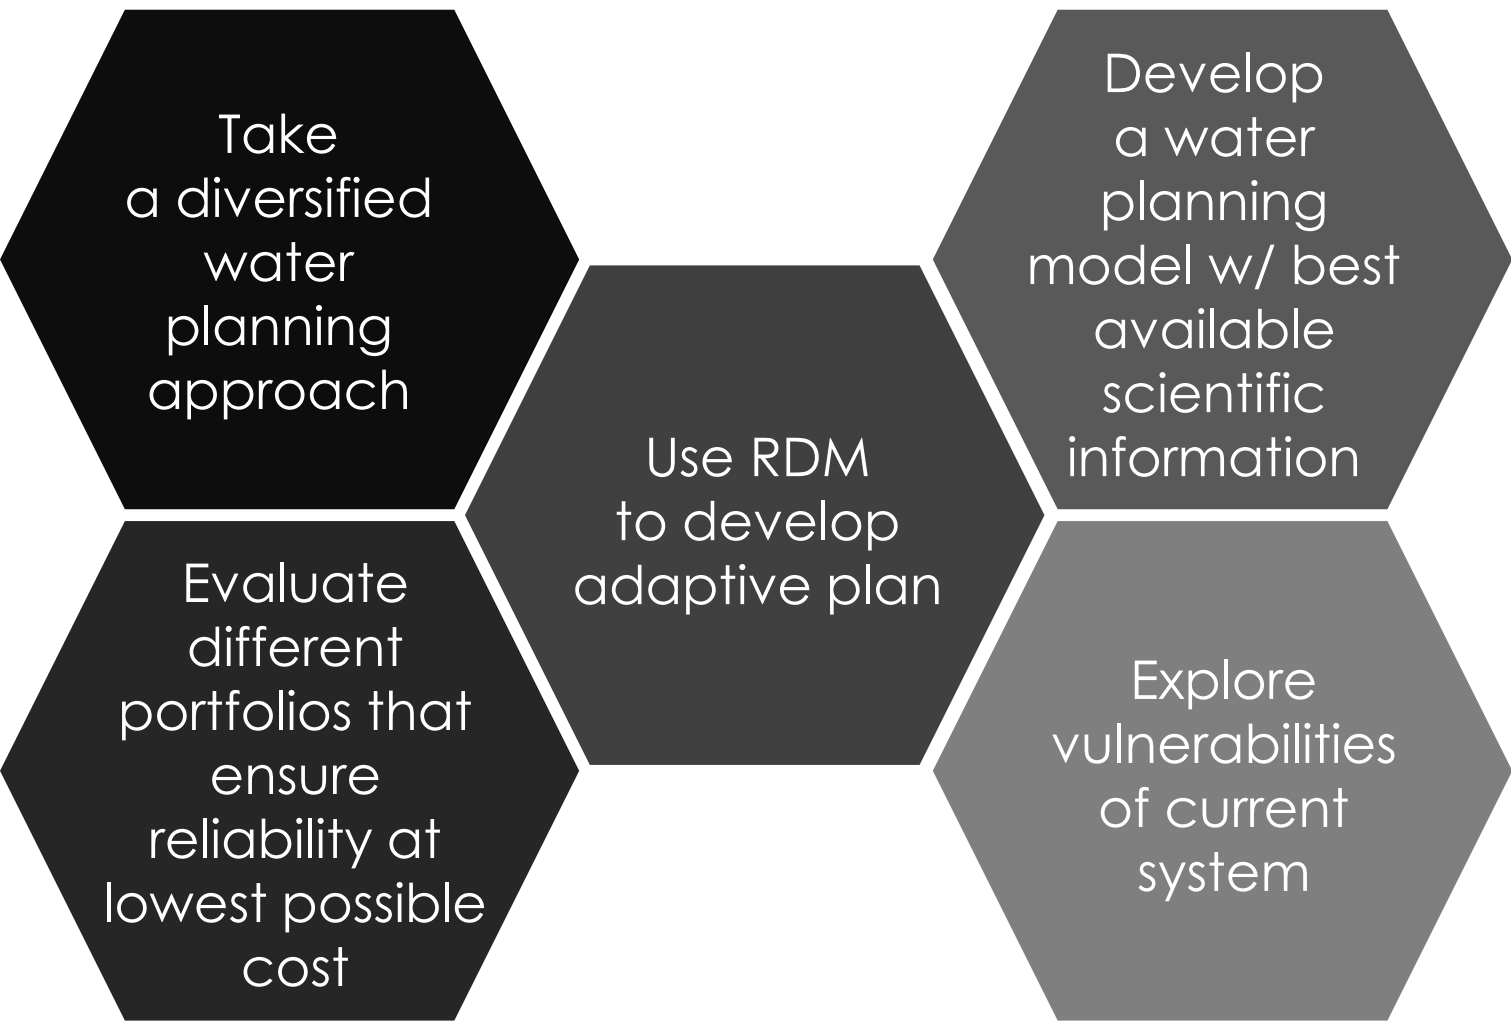 Take
a diversified
water
planning
approach
Evaluate
different
portfolios that
ensure
reliability at
lowest possible
cost
Use RDM
to develop
adaptive plan
Develop
a water
planning
model w/ best
available
scientific
information
Explore
vulnerabilities
of current
system